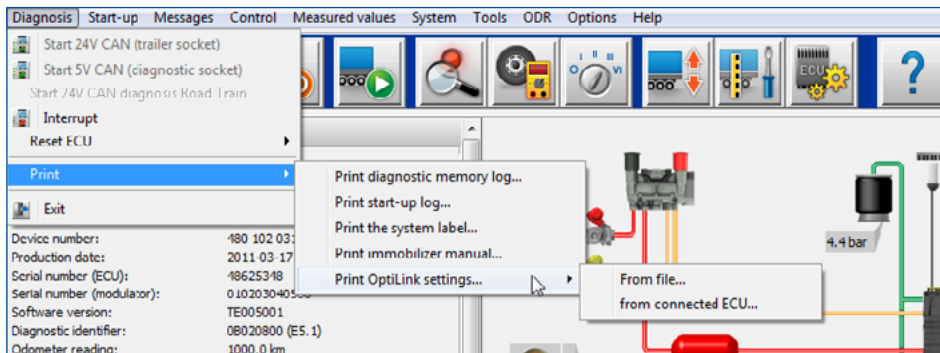 Diagnosis Start-up Messages Control Measured values System Tools ODR Options Help
Start 24V CAN (trailer socket)
Start 5V CAN (diagnostic socket)
Start 24V CAN diagnosis Road Train
Interrupt
Reset ECU
Print
Exit
Print diagnostic memory log...
Print start-up log...
Print the system label...
Print immobilizer manual...
Print OptiLink settings...
From file...
from connected ECU...
I II III
O VI
ECU
?
4.4 bar
Device number: 480 102 031
Production date: 2011-03-17
Serial number (ECU): 48625348
Serial number (modulator):
Software version: TE005001
Diagnostic identifier: 0B020800 (E5.1)
Odometer reading: 1000.0 km